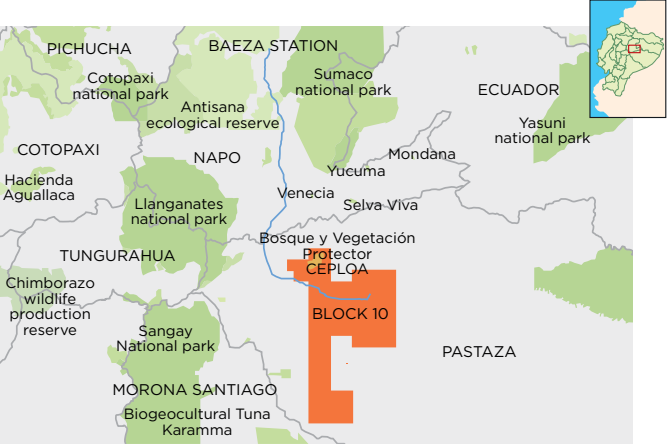 PICHUCHA
BAEZA STATION
Cotopaxi
national park
Sumaco
national park
ECUADOR
Antisana
ecological reserve
Yasuni
national park
COTOPAXI
NAPO
Mondana
Yucuma
Hacienda
Aguallaca
Venecia
Selva Viva
Llanganates
national park
Bosque y Vegetación
Protector
CEPLOA
TUNGURAHUA
Chimborazo
wildlife
production
reserve
BLOCK 10
Sangay
National park
PASTAZA
MORONA SANTIAGO
Biogeocultural Tuna
Karamma